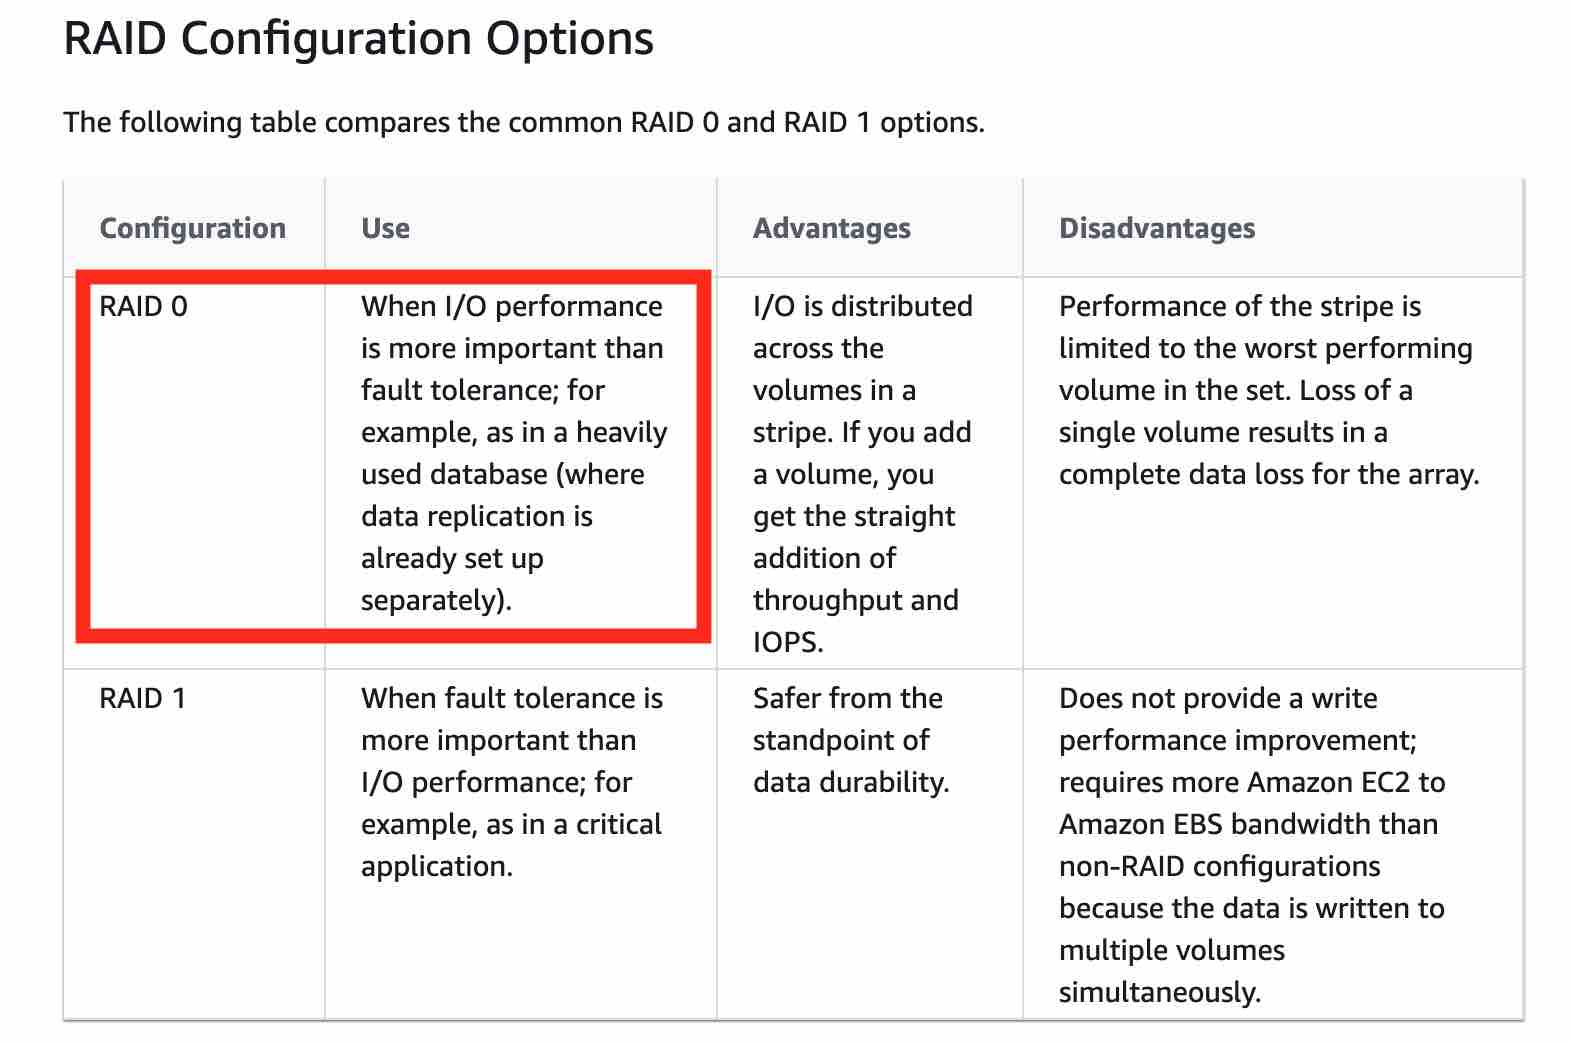 RAID Configuration Options
The following table compares the common RAID 0 and RAID 1 options.
Configuration
Use
Advantages
Disadvantages
RAID 0
When I/O performance
is more important than
fault tolerance; for
example, as in a heavily
used database (where
data replication is
already set up
separately).
I/O is distributed
across the
volumes in a
stripe. If you add
a volume, you
get the straight
addition of
throughput and
IOPS.
Performance of the stripe is
limited to the worst performing
volume in the set. Loss of a
single volume results in a
complete data loss for the array.
RAID 1
When fault tolerance is
more important than
I/O performance; for
example, as in a critical
application.
Safer from the
standpoint of
data durability.
Does not provide a write
performance improvement;
requires more Amazon EC2 to
Amazon EBS bandwidth than
non-RAID configurations
because the data is written to
multiple volumes
simultaneously.